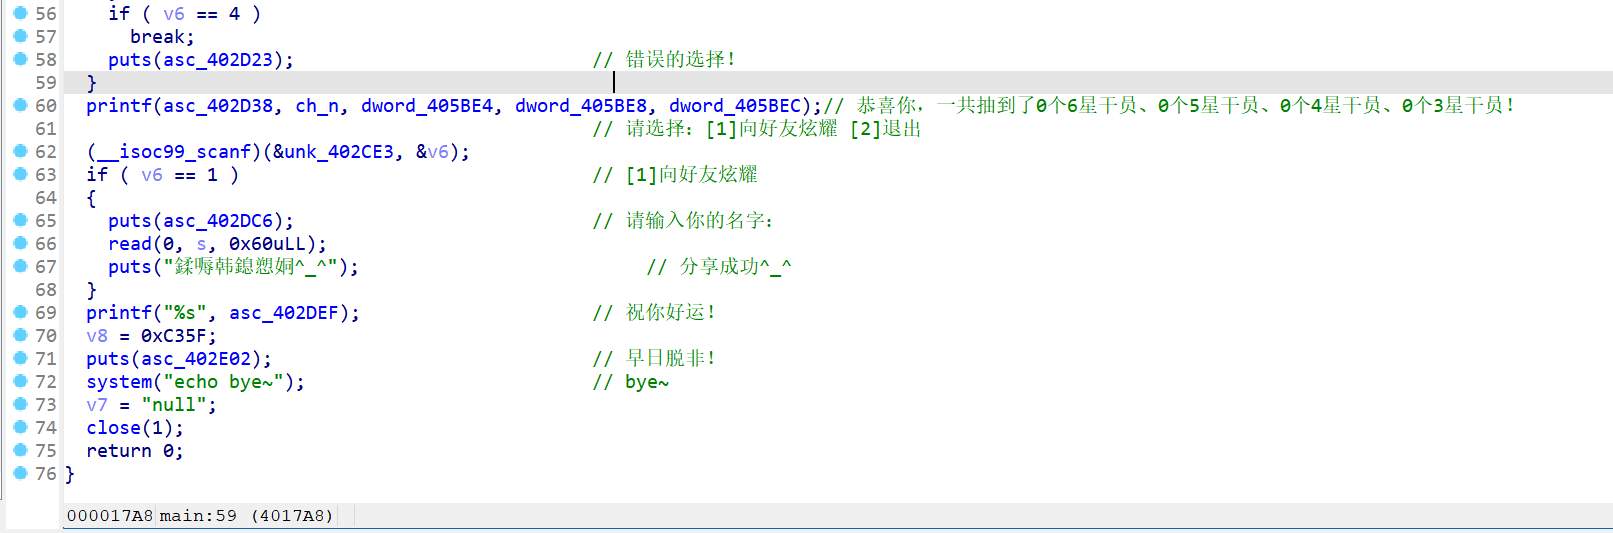 56 if ( v6 == 4 )
57 break;
58 puts(asc_402D23); // 错误的选择！
59 }
60 printf(asc_402D38, ch_n, dword_405BE4, dword_405BE8, dword_405BEC);// 恭喜你，一共抽到了0个6星干员、0个5星干员、0个4星干员、0个3星干员！
61 // 请选择：[1]向好友炫耀 [2]退出
62 (__isoc99_scanf)(&unk_402CE3, &v6);
63 if ( v6 == 1 ) // [1]向好友炫耀
64 {
65 puts(asc_402DC6); // 请输入你的名字：
66 read(0, s, 0x60uLL);
67 puts("鍒嗕韩鎴愬姛^_^"); // 分享成功^_^
68 }
69 printf("%s", asc_402DEF); // 祝你好运！
70 v8 = 0xC35F;
71 puts(asc_402E02); // 早日脱非！
72 system("echo bye~"); // bye~
73 v7 = "null";
74 close(1);
75 return 0;
76 }
000017A8 main:59 (4017A8)